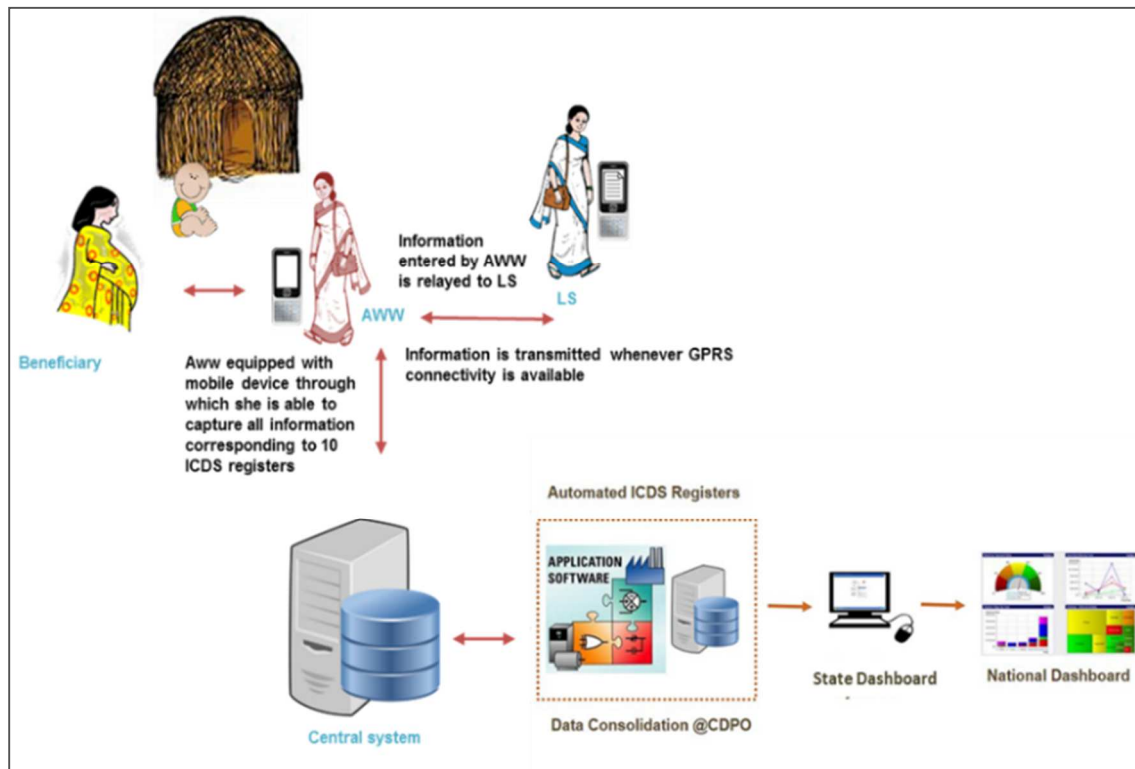 Information
entered by AWW
is relayed to LS
LS
AWW
Beneficiary
Aww equipped with
mobile device through
which she is able to
capture all information
corresponding to 10
ICDS registers
Information is transmitted whenever GPRS
connectivity is available
Automated ICDS Registers
APPLICATION
SOFTWARE
State Dashboard
National Dashboard
Central system
Data Consolidation @CDPO